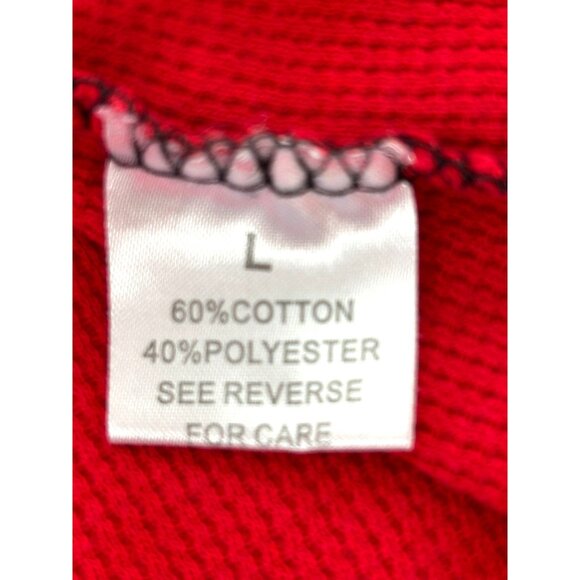 L
60%COTTON
40%POLYESTER
SEE REVERSE
FOR CARE